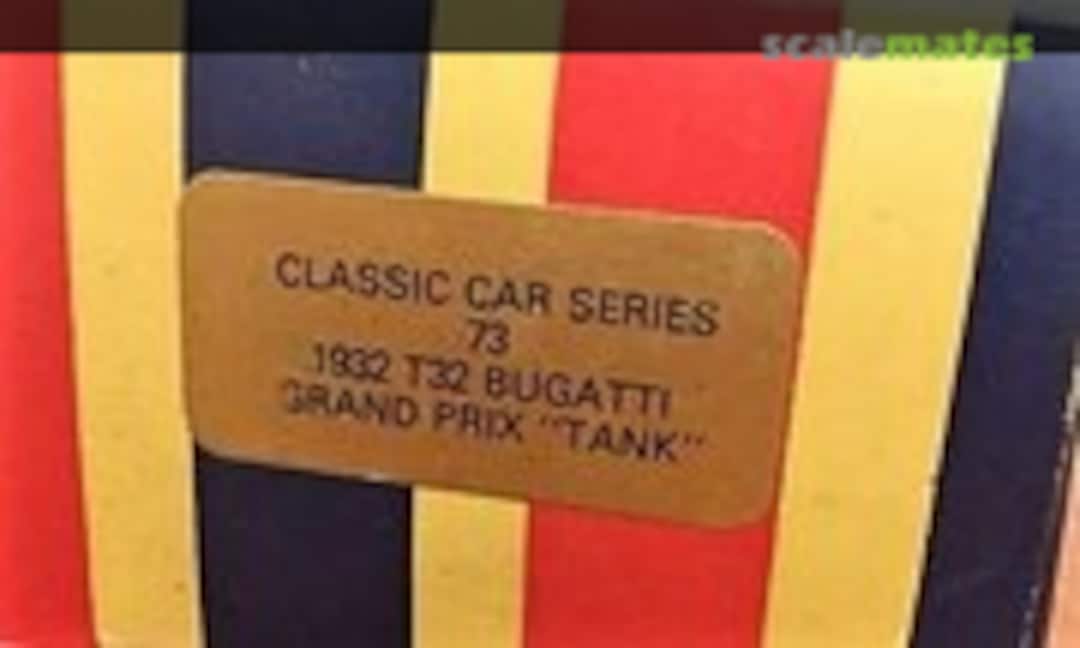 scalemates
CLASSIC CAR SERIES
73
1932 T32 BUGATTI
GRAND PRIX "TANK"